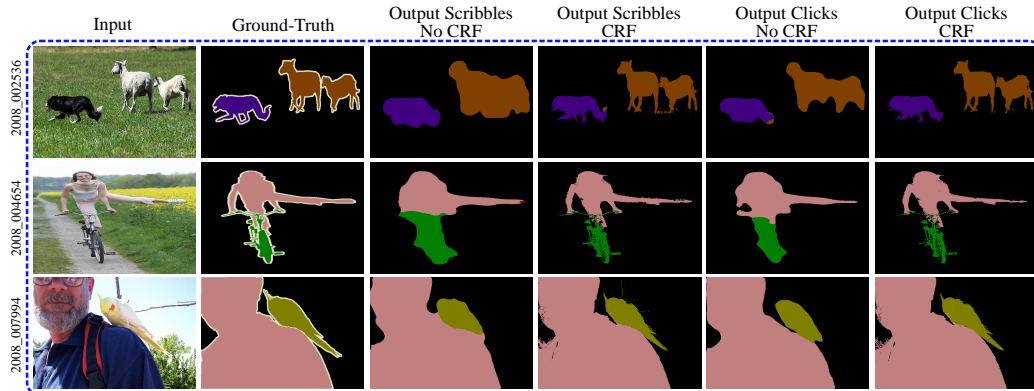 Input
Ground-Truth
Output Scribbles
No CRF
Output Scribbles
CRF
Output Clicks
No CRF
Output Clicks
CRF
2008_002536
2008_004654
2008_007994